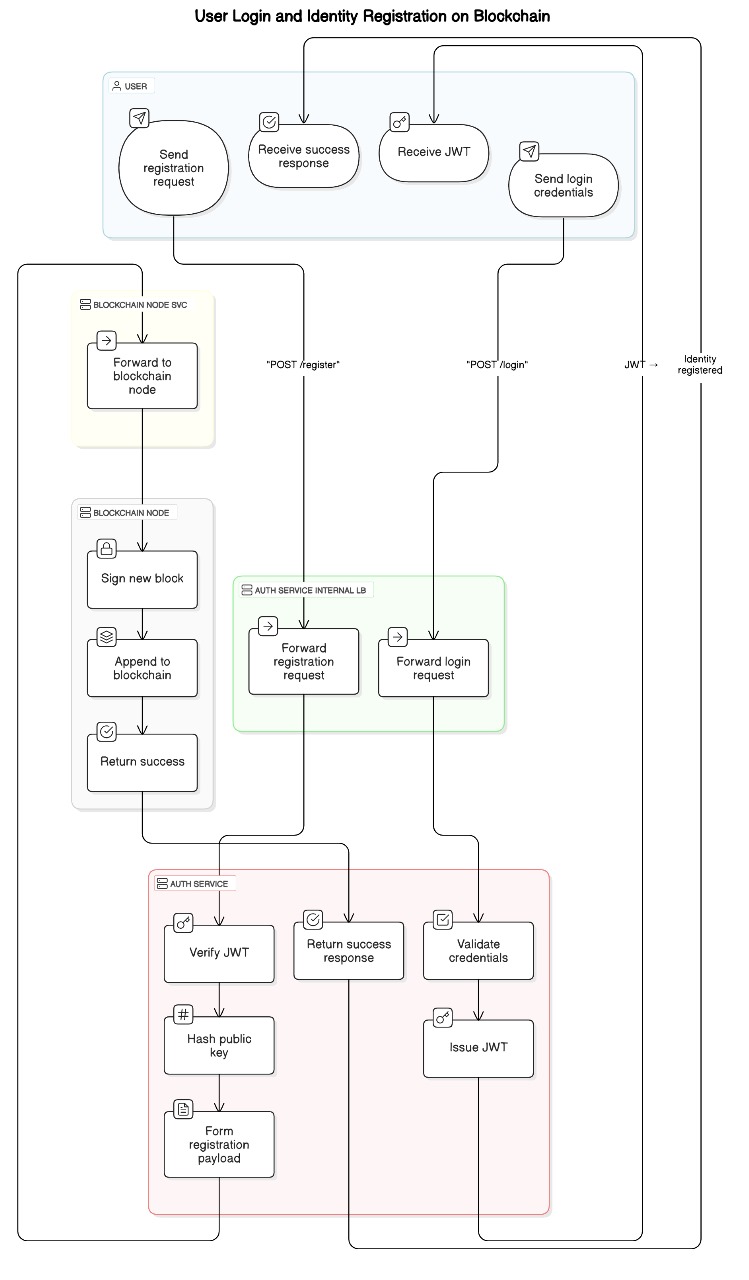 User Login and Identity Registration on Blockchain
USER
Send
registration
request
Receive success
response
Receive JWT
Send login
credentials
BLOCKCHAIN NODE SVC
Forward to
blockchain
node
"POST /register"
"POST /login"
JWT →
Identity
registered
BLOCKCHAIN NODE
Sign new block
Append to
blockchain
Return success
AUTH SERVICE INTERNAL LB
Forward
registration
request
Forward login
request
AUTH SERVICE
Verify JWT
Return success
response
Validate
credentials
Hash public
key
Issue JWT
Form
registration
payload